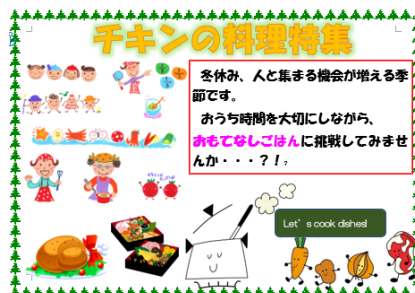 チキンの料理特集
冬休み、人と集まる機会が増える季
節です。
おうち時間を大切にしながら、
おもてなしごはんに挑戦してみませ
んか・・・?!?
Let's cook dishes!